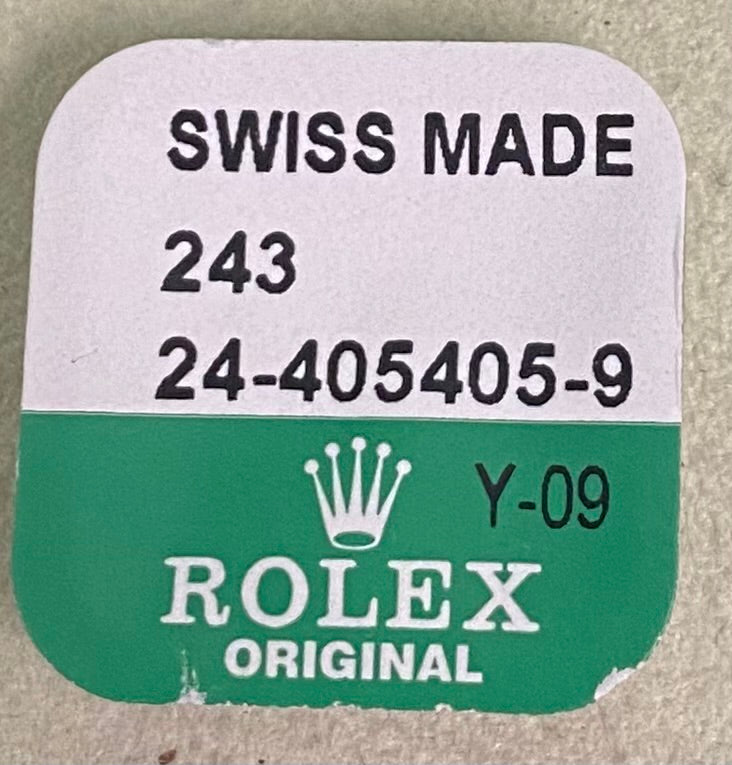 SWISS MADE
243
24-405405-9
Y-09
ROLEX
ORIGINAL